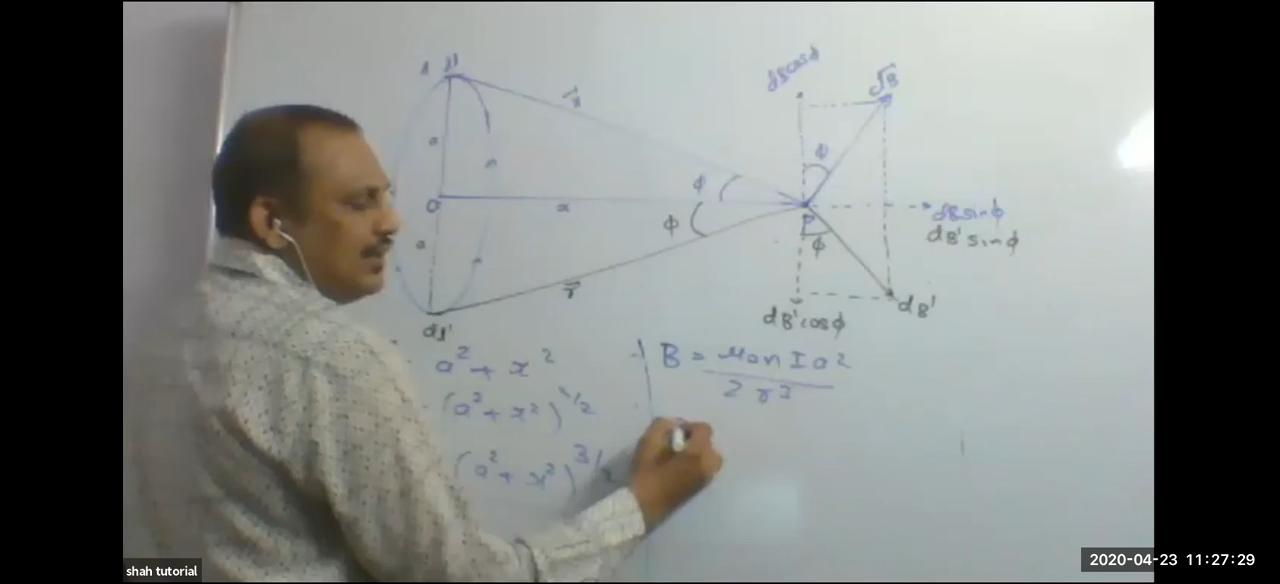 dBcosϕ
dB
dl
r
a
ϕ
ϕ
O
x
dBsinϕ
ϕ
dB'sinϕ
a
P
ϕ
r
dB'
dl'
dB'cosϕ
a² + x²
B = μ₀nIa²
2r³
(a² + x²)^1/2
(a² + x²)^3/2
shah tutorial
2020-04-23 11:27:29